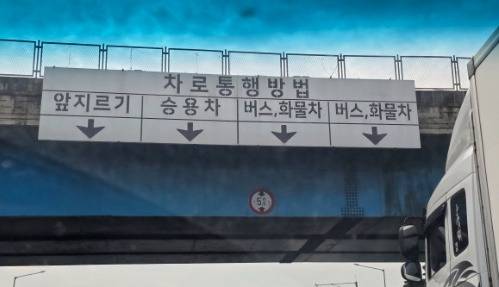 차로통행방법
앞지르기 승용차 버스,화물차 버스,화물차